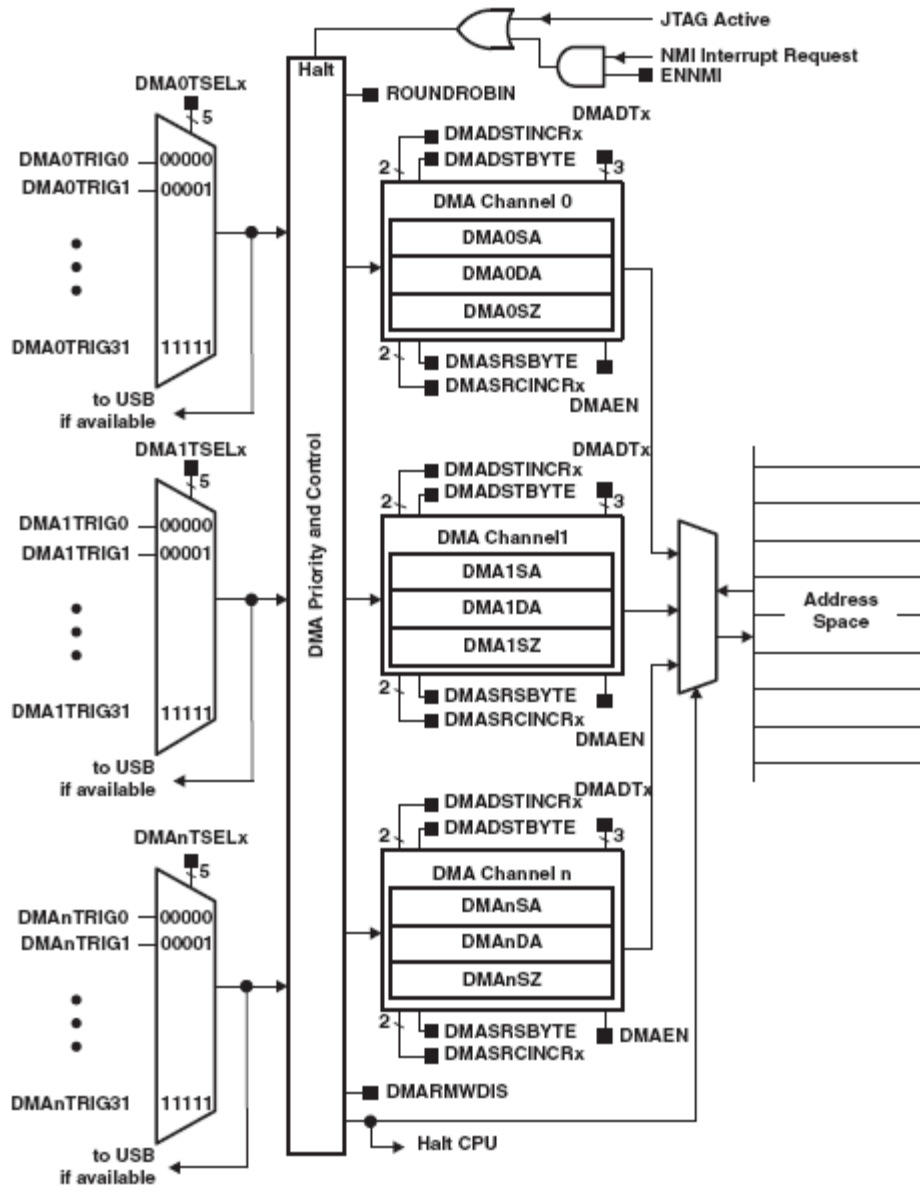 JTAG Active
NMI Interrupt Request
ENNMI
Halt
ROUNDROBIN
DMA Priority and Control
DMARMWDIS
Halt CPU
DMA0TSELx
5
DMA0TRIG0
00000
DMA0TRIG1
00001
DMA0TRIG31
11111
to USB
if available
DMA1TSELx
5
DMA1TRIG0
00000
DMA1TRIG1
00001
DMA1TRIG31
11111
to USB
if available
DMAnTSELx
5
DMAnTRIG0
00000
DMAnTRIG1
00001
DMAnTRIG31
11111
to USB
if available
DMADTx
DMADSTINCRx
2
DMADSTBYTE
3
DMA Channel 0
DMA0SA
DMA0DA
DMA0SZ
2
DMASRSBYTE
DMASRCINCRx
DMAEN
DMADTx
DMADSTINCRx
2
DMADSTBYTE
3
DMA Channel1
DMA1SA
DMA1DA
DMA1SZ
2
DMASRSBYTE
DMASRCINCRx
DMAEN
DMADTx
DMADSTINCRx
2
DMADSTBYTE
3
DMA Channel n
DMAnSA
DMAnDA
DMAnSZ
2
DMASRSBYTE
DMAEN
DMASRCINCRx
Address
Space